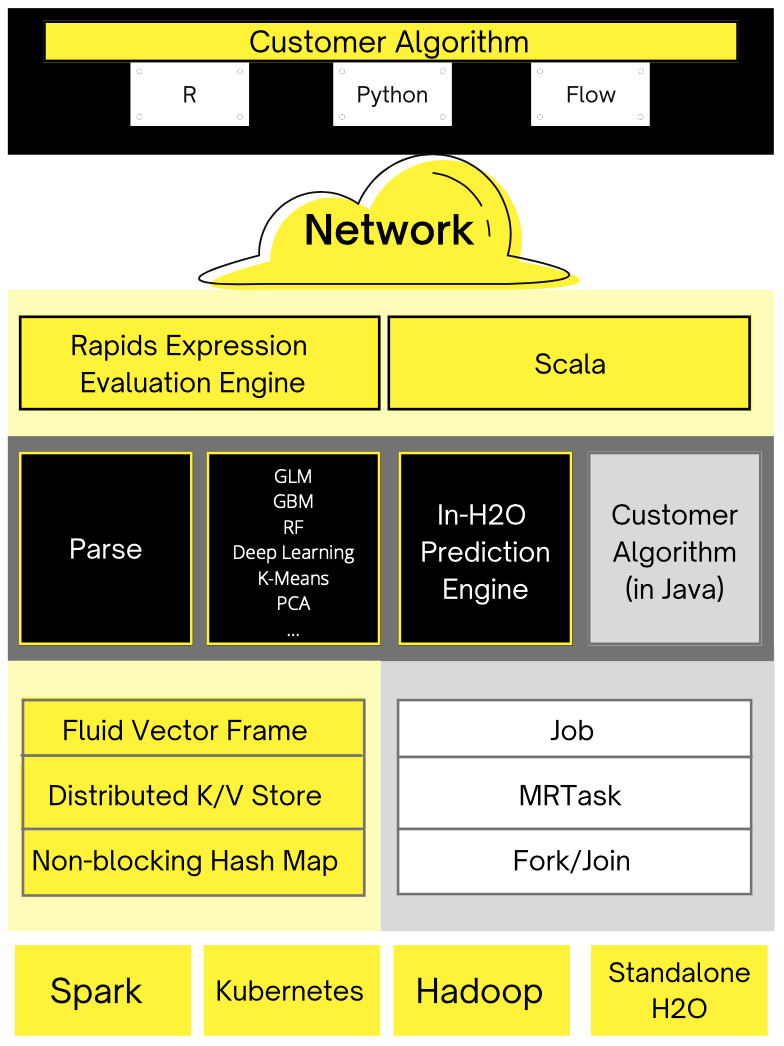 Customer Algorithm
R
Python
Flow
Network
Rapids Expression
Evaluation Engine
Scala
Parse
GLM
GBM
RF
Deep Learning
K-Means
PCA
...
In-H2O
Prediction
Engine
Customer
Algorithm
(in Java)
Fluid Vector Frame
Distributed K/V Store
Non-blocking Hash Map
Job
MRTask
Fork/Join
Spark
Kubernetes
Hadoop
Standalone
H2O